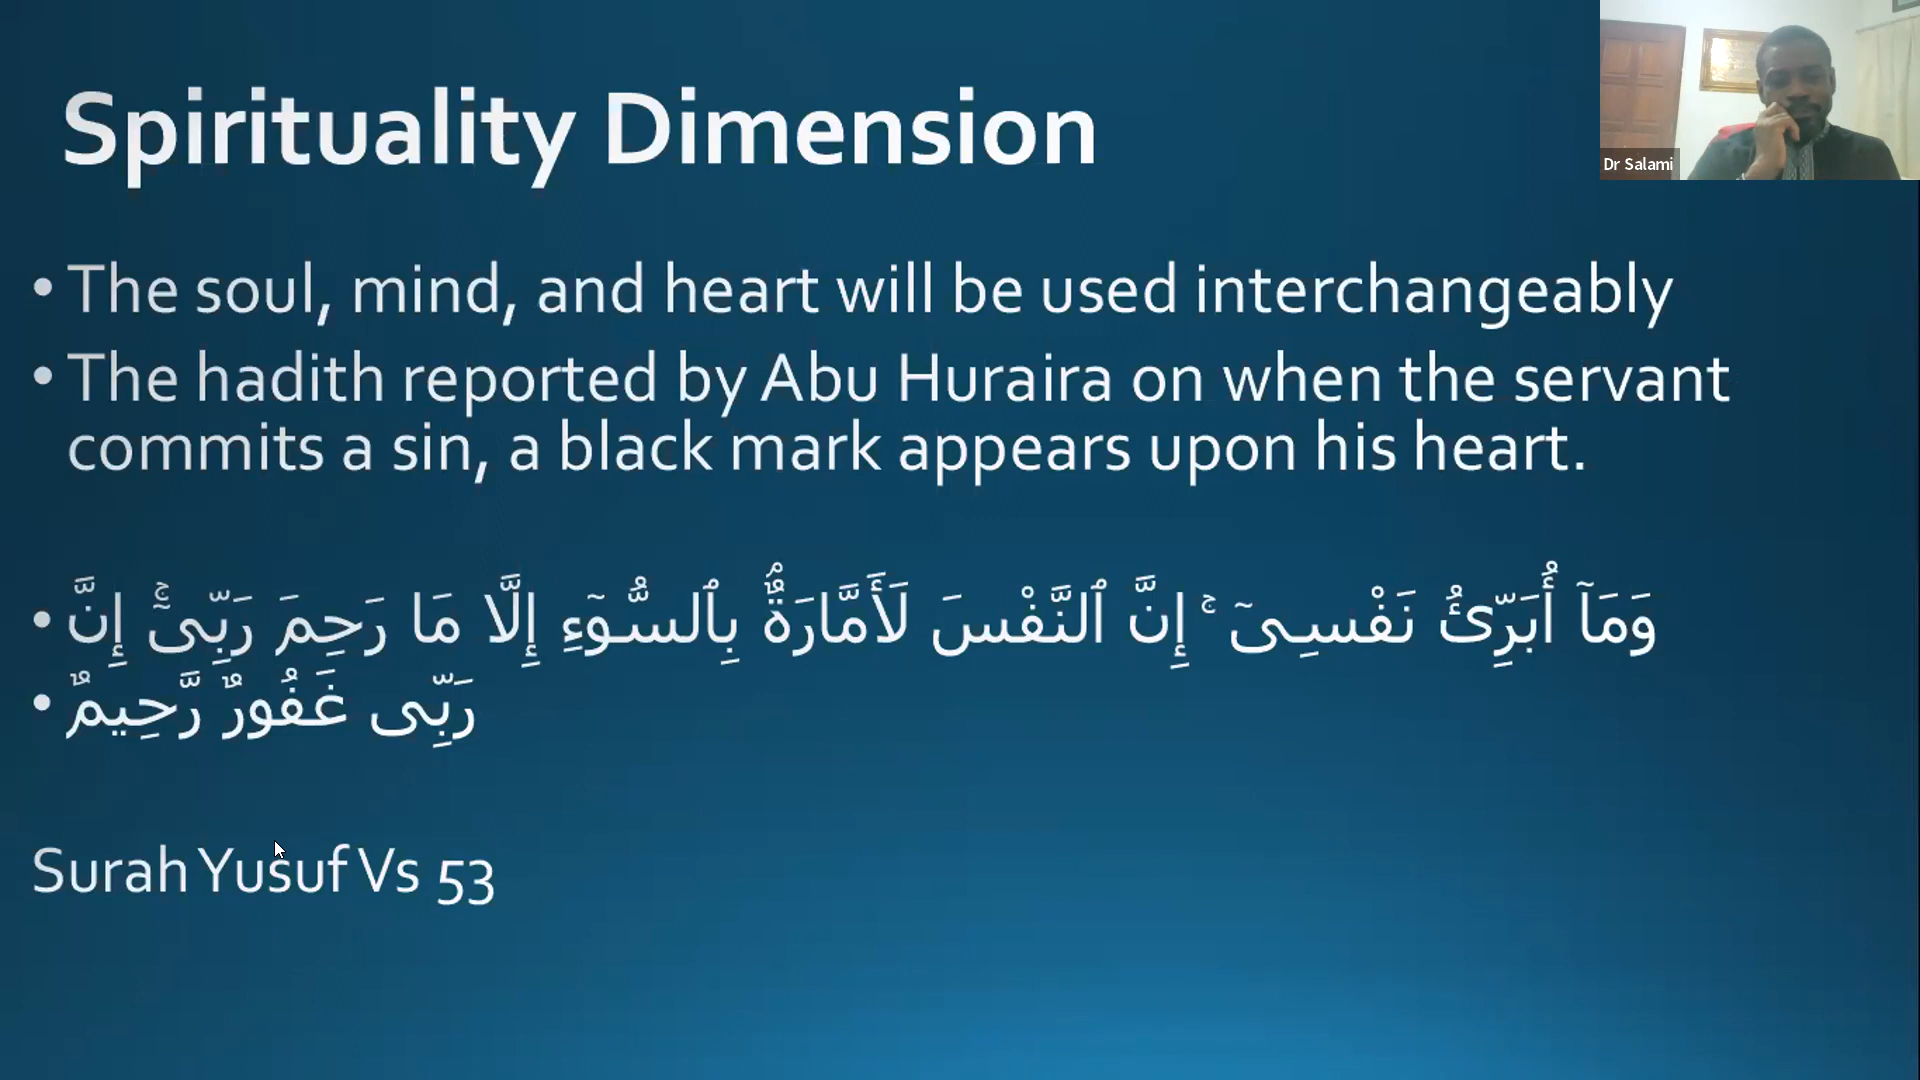 Spirituality Dimension
Dr Salami
• The soul, mind, and heart will be used interchangeably
• The hadith reported by Abu Huraira on when the servant
commits a sin, a black mark appears upon his heart.
• وَمَآ أُبَرِّئُ نَفْسِىٓ ۚ إِنَّ ٱلنَّفْسَ لَأَمَّارَةٌۢ بِٱلسُّوٓءِ إِلَّا مَا رَحِمَ رَبِّىٓ ۚ إِنَّ
• رَبِّى غَفُورٌ رَّحِيمٌ
Surah Yusuf Vs 53